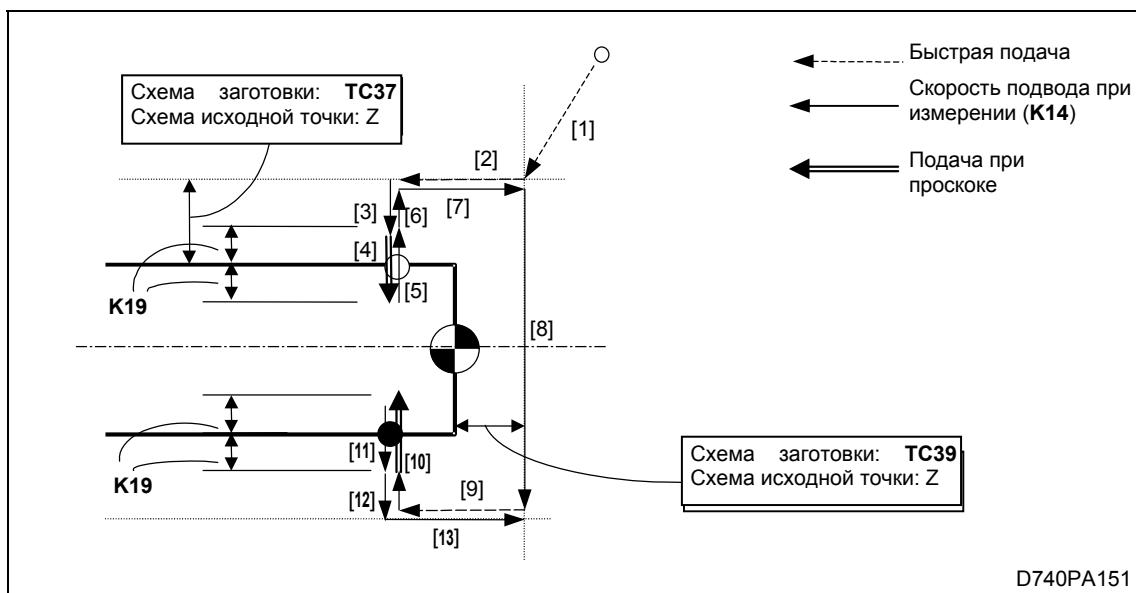 Быстрая подача
Скорость подвода при
измерении (K14)
Подача при
проскоке
Схема заготовки: TC37
Схема исходной точки: Z
[1]
[2]
[3]
[6]
[7]
[4]
[5]
K19
[8]
[11]
[10]
K19
[12]
[9]
[13]
Схема заготовки: TC39
Схема исходной точки: Z
D740PA151